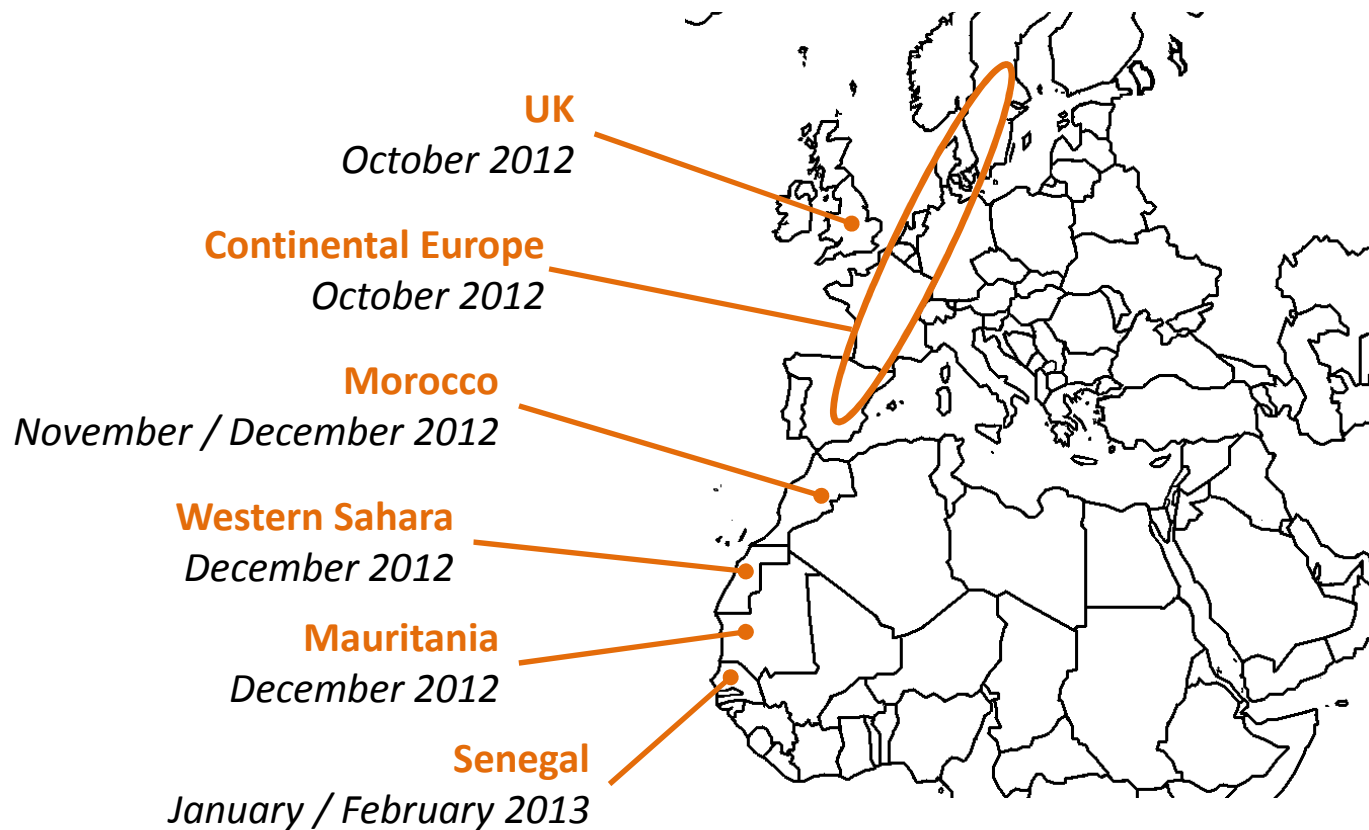 UK
October 2012
Continental Europe
October 2012
Morocco
November / December 2012
Western Sahara
December 2012
Mauritania
December 2012
Senegal
January / February 2013